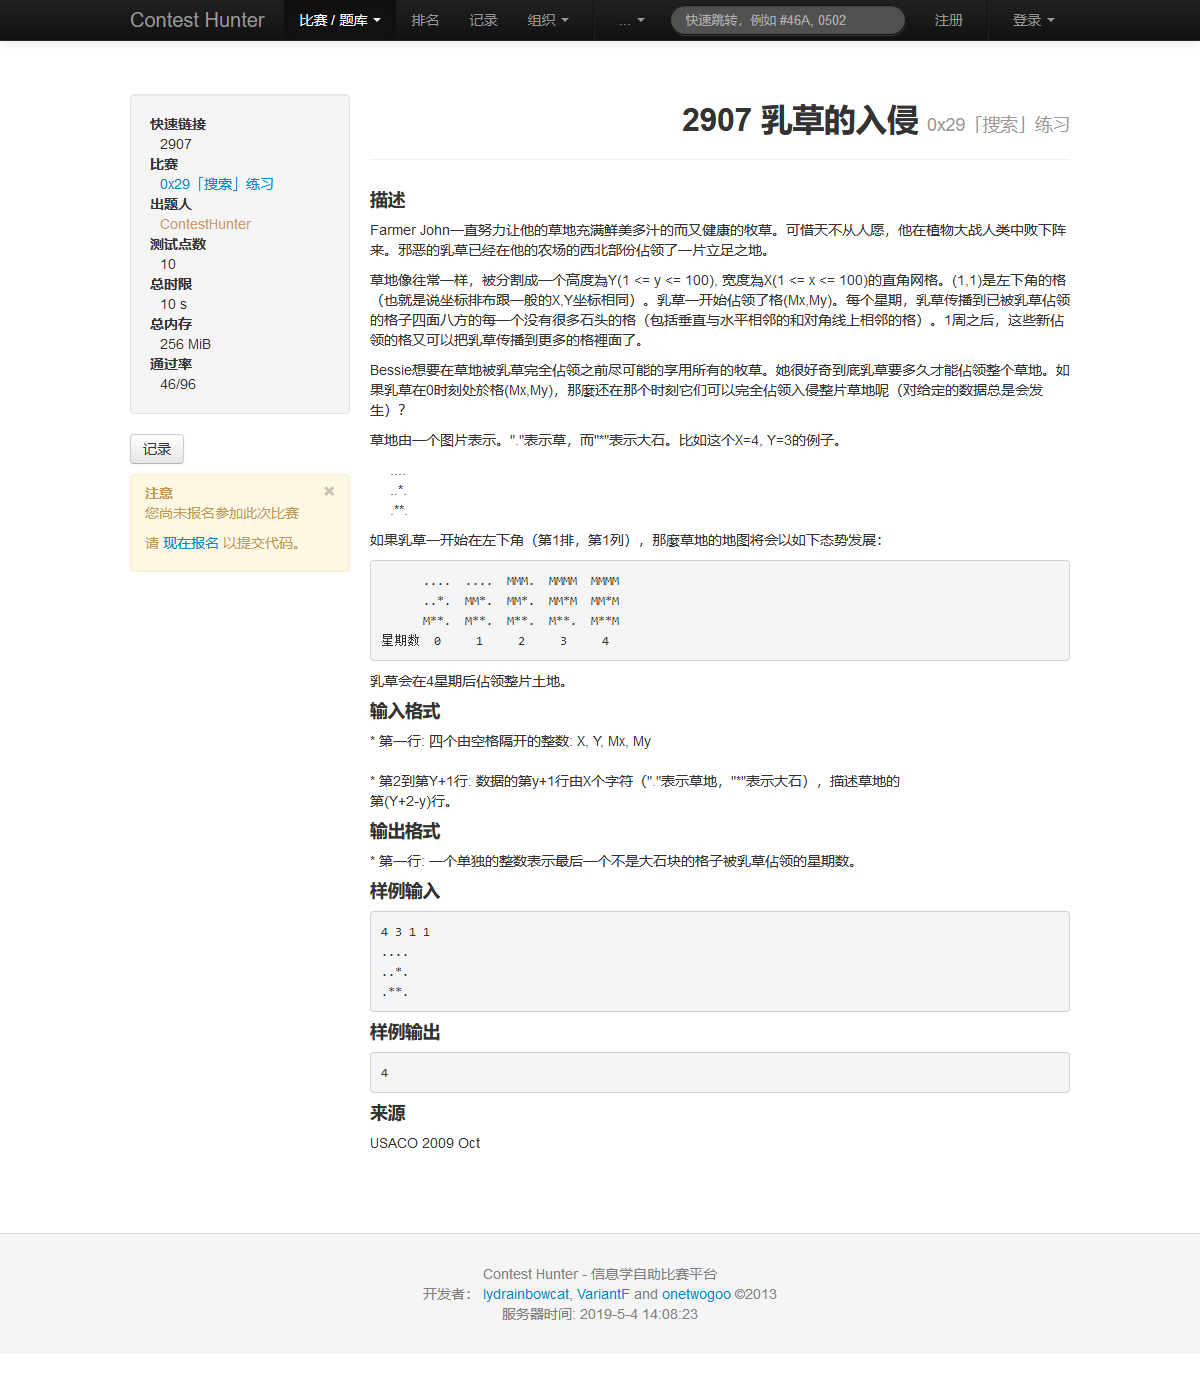 Contest Hunter 比赛 / 题库 排名 记录 组织 ... 快速跳转，例如 #46A, 0502 注册 登录
快速链接
2907
比赛
0x29「搜索」练习
出题人
ContestHunter
测试点数
10
总时限
10 s
总内存
256 MiB
通过率
46/96
记录
注意 ×
您尚未报名参加此次比赛
请 现在报名 以提交代码。
2907 乳草的入侵 0x29「搜索」练习
描述
Farmer John一直努力让他的草地充满鲜美多汁的而又健康的牧草。可惜天不从人愿，他在植物大战人类中败下阵
来。邪恶的乳草已经在他的农场的西北部份佔领了一片立足之地。
草地像往常一样，被分割成一个高度為Y(1 <= y <= 100), 宽度為X(1 <= x <= 100)的直角网格。(1,1)是左下角的格
（也就是说坐标排布跟一般的X,Y坐标相同）。乳草一开始佔领了格(Mx,My)。每个星期，乳草传播到已被乳草佔领
的格子四面八方的每一个没有很多石头的格（包括垂直与水平相邻的和对角线上相邻的格）。1周之后，这些新佔
领的格又可以把乳草传播到更多的格裡面了。
Bessie想要在草地被乳草完全佔领之前尽可能的享用所有的牧草。她很好奇到底乳草要多久才能佔领整个草地。如
果乳草在0时刻处於格(Mx,My)，那麼还在那个时刻它们可以完全佔领入侵整片草地呢（对给定的数据总是会发
生）?
草地由一个图片表示。"."表示草，而"*"表示大石。比如这个X=4, Y=3的例子。
....
..*.
.**.
如果乳草一开始在左下角（第1排，第1列），那麼草地的地图将会以如下态势发展：
.... .... MMM. MMMM MMMM
..*. MM*. MM*. MM*M MM*M
M**. M**. M**. M**. M**M
星期数 0 1 2 3 4
乳草会在4星期后佔领整片土地。
输入格式
* 第一行: 四个由空格隔开的整数: X, Y, Mx, My
* 第2到第Y+1行: 数据的第y+1行由X个字符（"."表示草地，"*"表示大石），描述草地的
第(Y+2-y)行。
输出格式
* 第一行: 一个单独的整数表示最后一个不是大石块的格子被乳草佔领的星期数。
样例输入
4 3 1 1
....
..*.
.**.
样例输出
4
来源
USACO 2009 Oct
Contest Hunter - 信息学自助比赛平台
开发者： lydrainbowcat, VariantF and onetwogoo ©2013
服务器时间: 2019-5-4 14:08:23